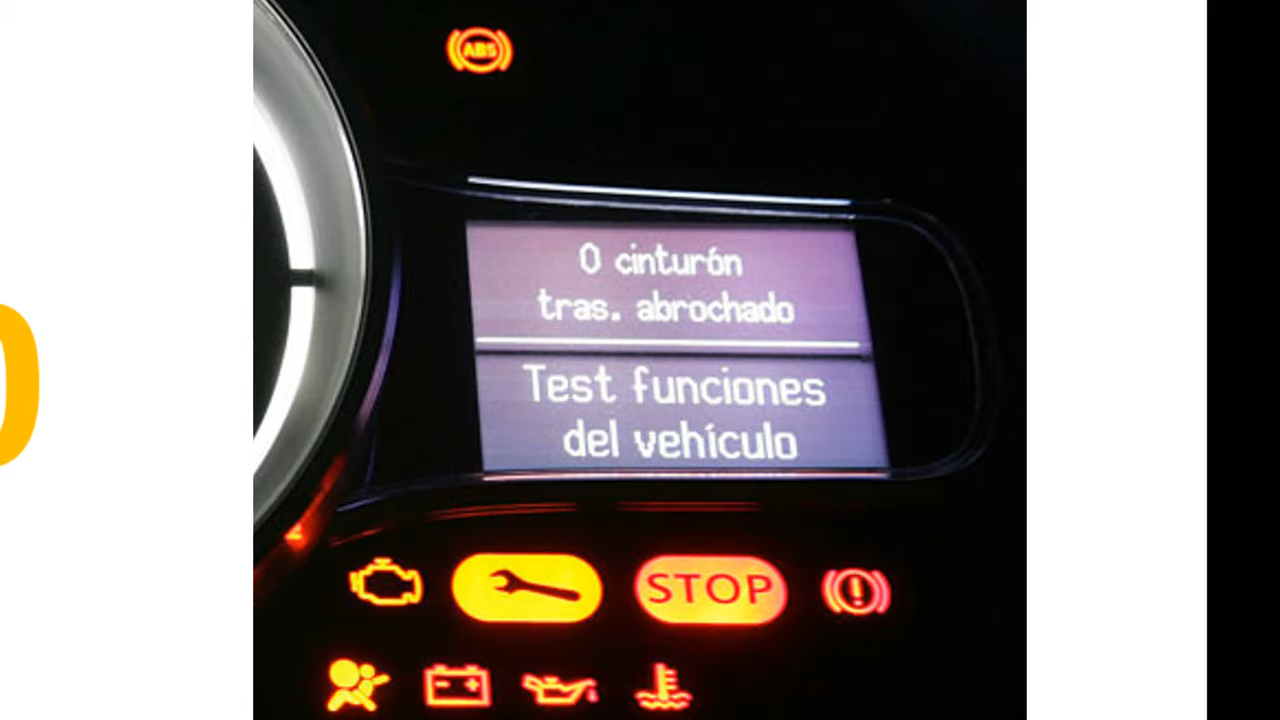 ABS
0 cinturón
tras. abrochado
Test funciones
del vehículo
STOP